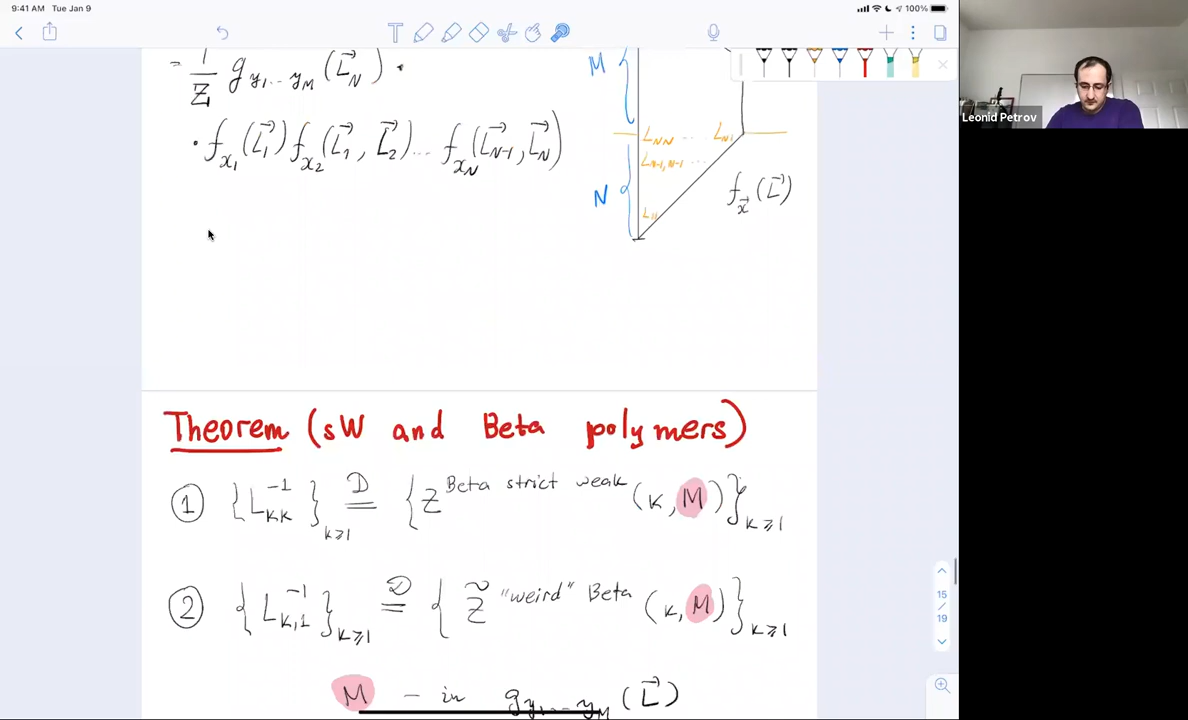 9:41 AM Tue Jan 9
100%
= 1/Z g_{y_1...y_M} (L⃗_N) ·
· f_{x_1}(L⃗_1) f_{x_2}(L⃗_1, L⃗_2) ... f_{x_N}(L⃗_{N-1}, L⃗_N)
M
L_{NN} ... L_{N1}
L_{N-1,N-1} ...
N
L_{11}
f_{x⃗}(L⃗)
Theorem (sW and Beta polymers)
① {L_{KK}^{-1}}_{K≥1} =^D {Z^{Beta strict weak} (K, M)}_{K≥1}
② {L_{K,1}^{-1}}_{K≥1} =^D {Z̃^{"weird" Beta} (K, M)}_{K≥1}
M — in g_{y_1...y_M} (L⃗)
15
/
19
Leonid Petrov